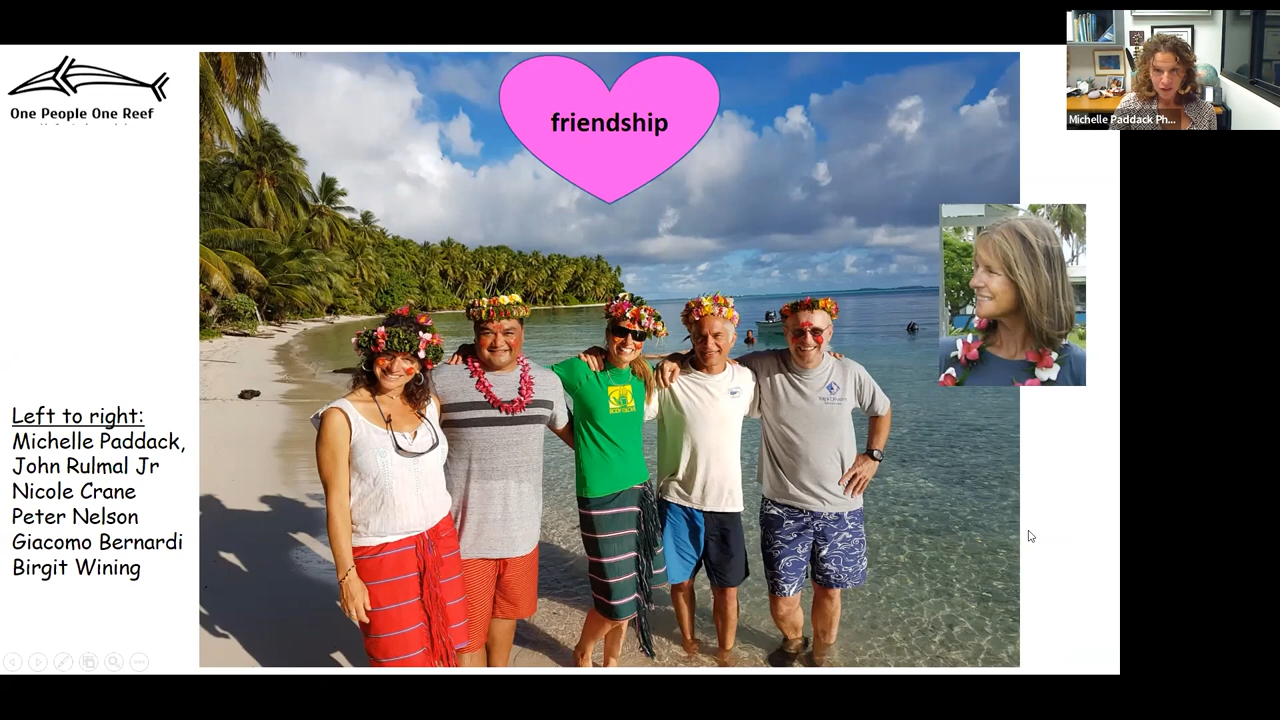 One People One Reef
friendship
Michelle Paddack Ph...
Left to right:
Michelle Paddack,
John Rulmal Jr
Nicole Crane
Peter Nelson
Giacomo Bernardi
Birgit Wining